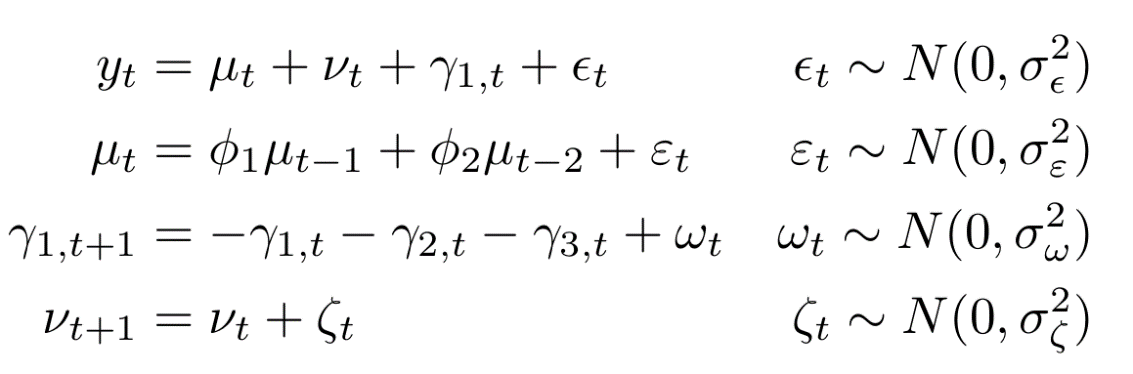 y_t = μ_t + ν_t + γ_{1,t} + ϵ_t    ϵ_t ∼ N(0, σ_ϵ^2)
μ_t = ϕ_1 μ_{t−1} + ϕ_2 μ_{t−2} + ε_t    ε_t ∼ N(0, σ_ε^2)
γ_{1,t+1} = −γ_{1,t} − γ_{2,t} − γ_{3,t} + ω_t    ω_t ∼ N(0, σ_ω^2)
ν_{t+1} = ν_t + ζ_t    ζ_t ∼ N(0, σ_ζ^2)